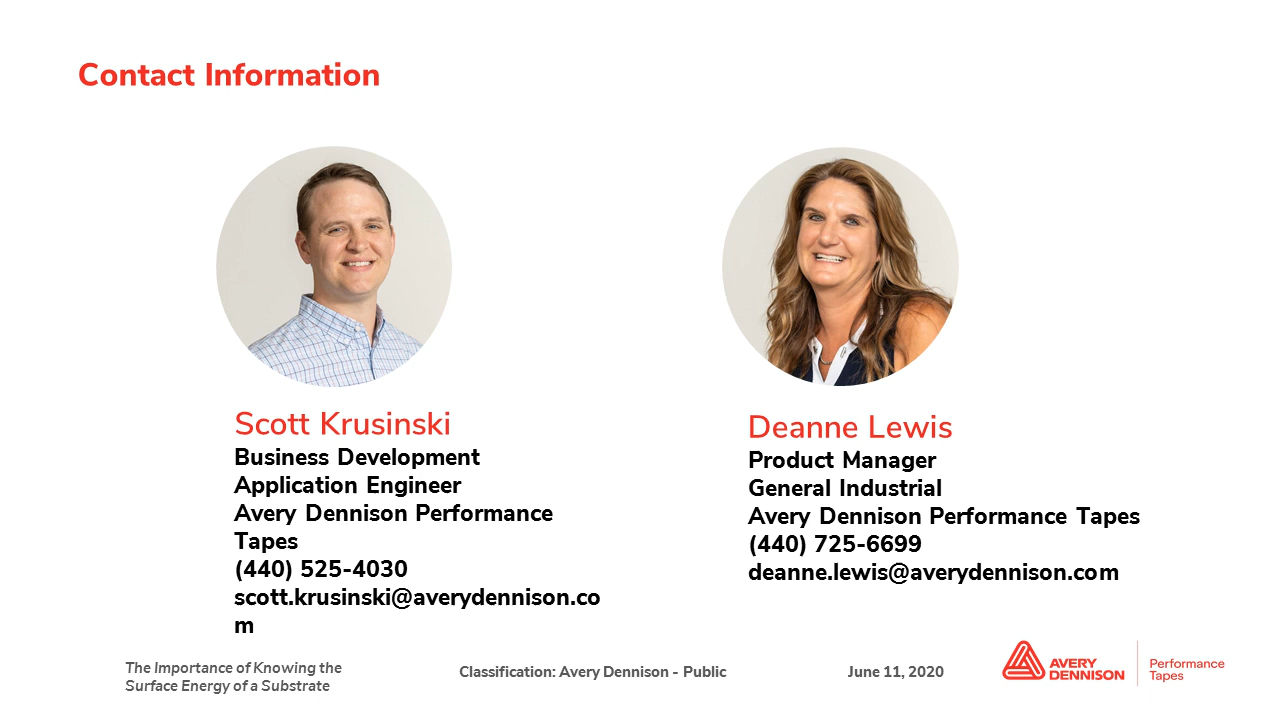 Contact Information
Scott Krusinski
Business Development
Application Engineer
Avery Dennison Performance
Tapes
(440) 525-4030
scott.krusinski@averydennison.co
m
Deanne Lewis
Product Manager
General Industrial
Avery Dennison Performance Tapes
(440) 725-6699
deanne.lewis@averydennison.com
The Importance of Knowing the
Surface Energy of a Substrate
Classification: Avery Dennison - Public
June 11, 2020
AVERY
DENNISON
Performance
Tapes